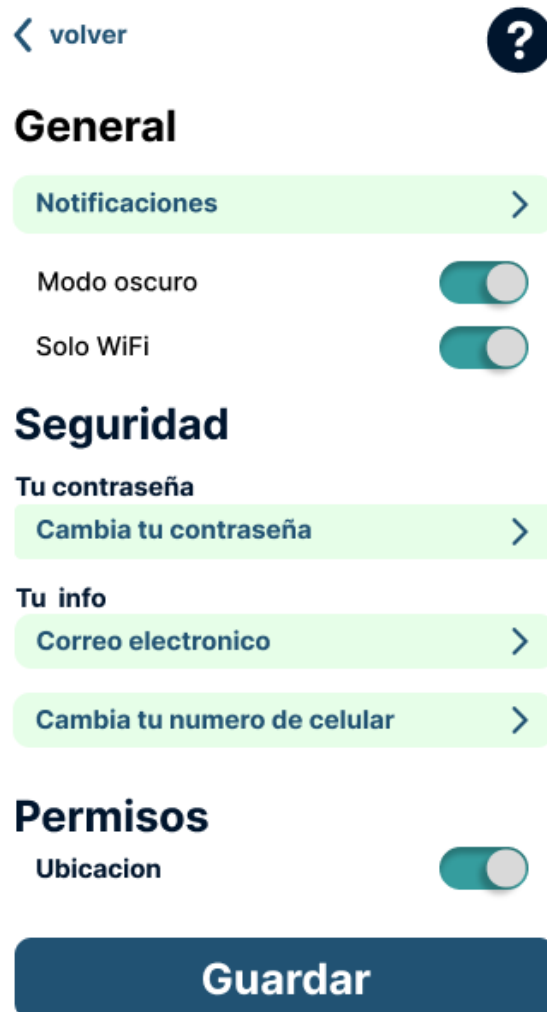 volver
?
General
Notificaciones
Modo oscuro
Solo WiFi
Seguridad
Tu contraseña
Cambia tu contraseña
Tu info
Correo electronico
Cambia tu numero de celular
Permisos
Ubicacion
Guardar